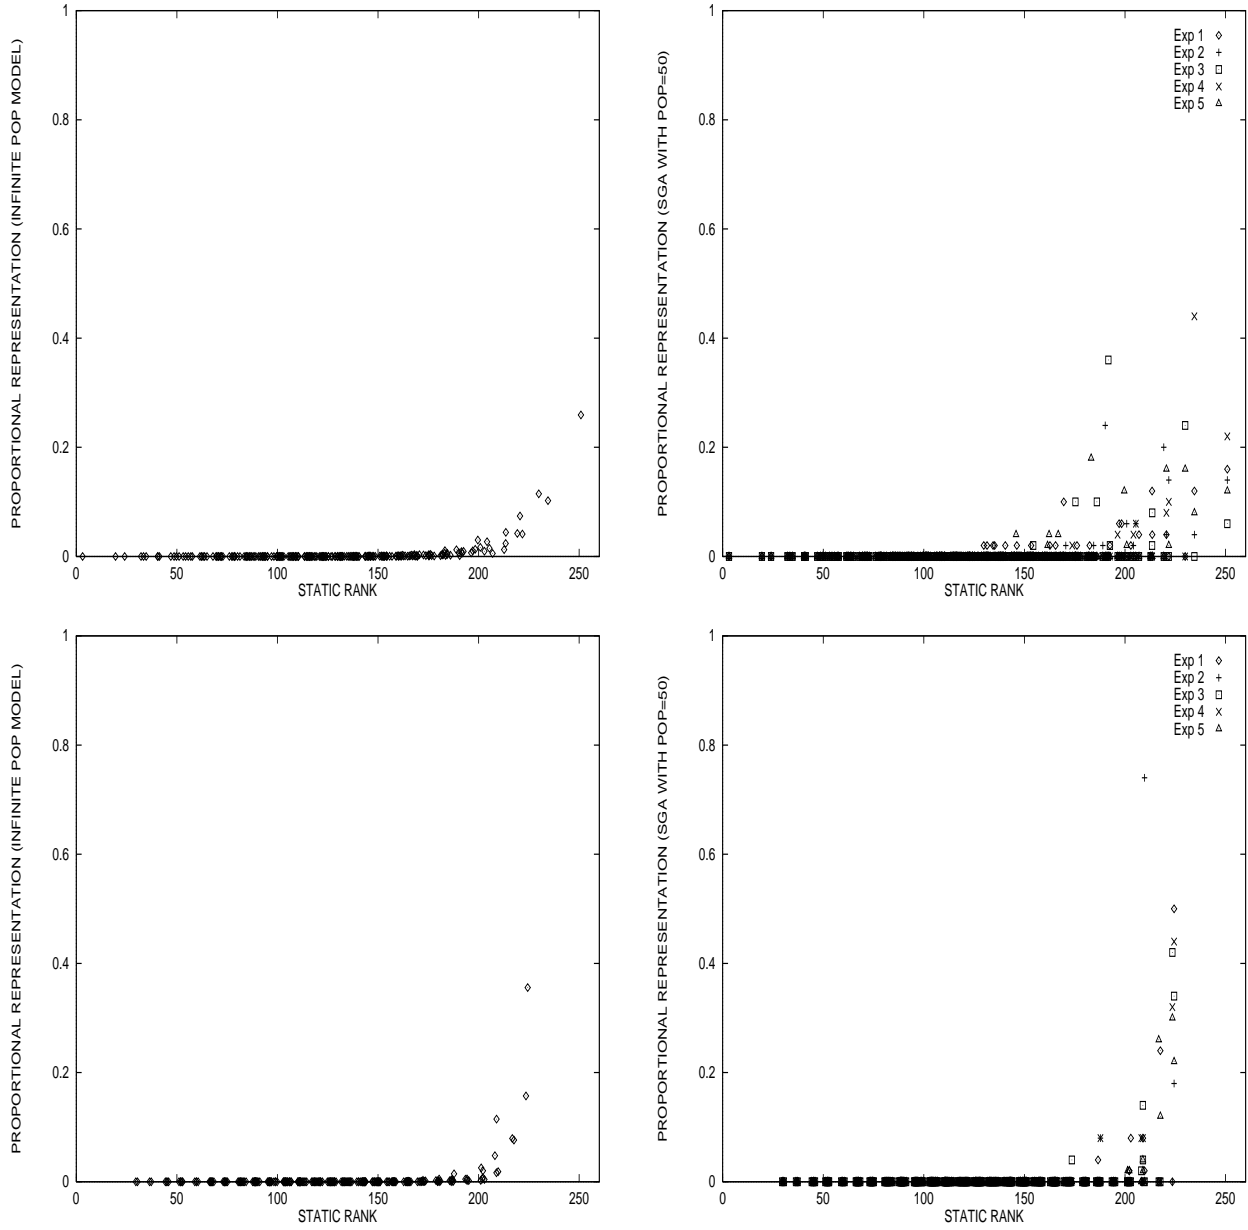 PROPORTIONAL REPRESENTATION (INFINITE POP MODEL)
1
0.8
0.6
0.4
0.2
0
0 50 100 150 200 250
STATIC RANK
PROPORTIONAL REPRESENTATION (SGA WITH POP=50)
1
0.8
0.6
0.4
0.2
0
Exp 1
Exp 2
Exp 3
Exp 4
Exp 5
0 50 100 150 200 250
STATIC RANK
PROPORTIONAL REPRESENTATION (INFINITE POP MODEL)
1
0.8
0.6
0.4
0.2
0
0 50 100 150 200 250
STATIC RANK
PROPORTIONAL REPRESENTATION (SGA WITH POP=50)
1
0.8
0.6
0.4
0.2
0
Exp 1
Exp 2
Exp 3
Exp 4
Exp 5
0 50 100 150 200 250
STATIC RANK